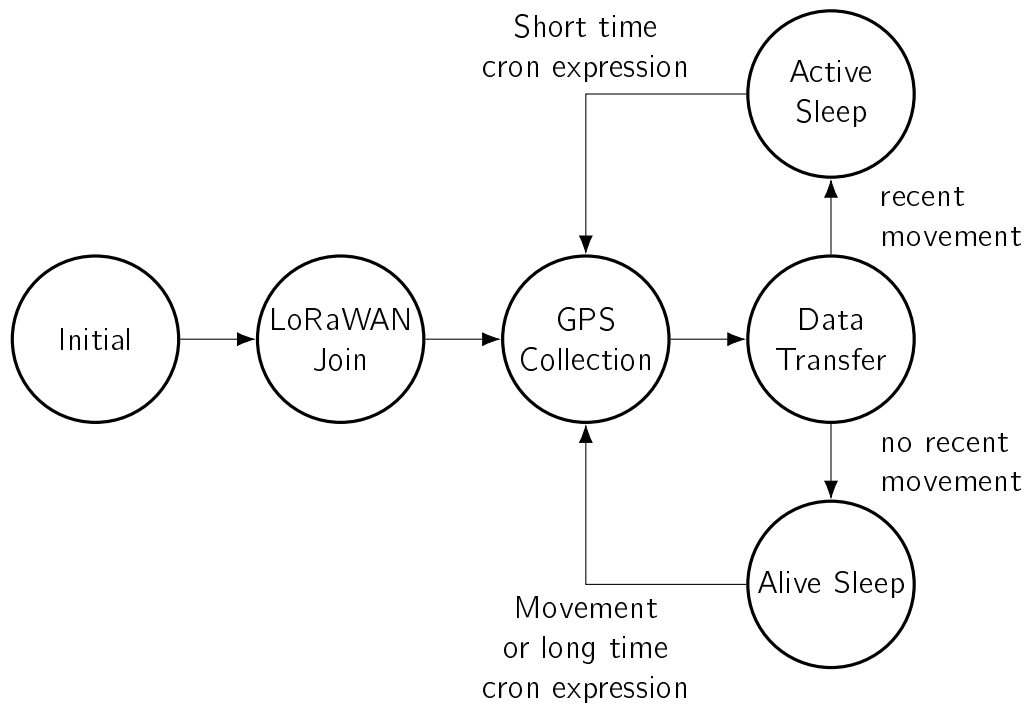 Short time
cron expression
Active
Sleep
recent
movement
Initial
LoRaWAN
Join
GPS
Collection
Data
Transfer
no recent
movement
Alive Sleep
Movement
or long time
cron expression